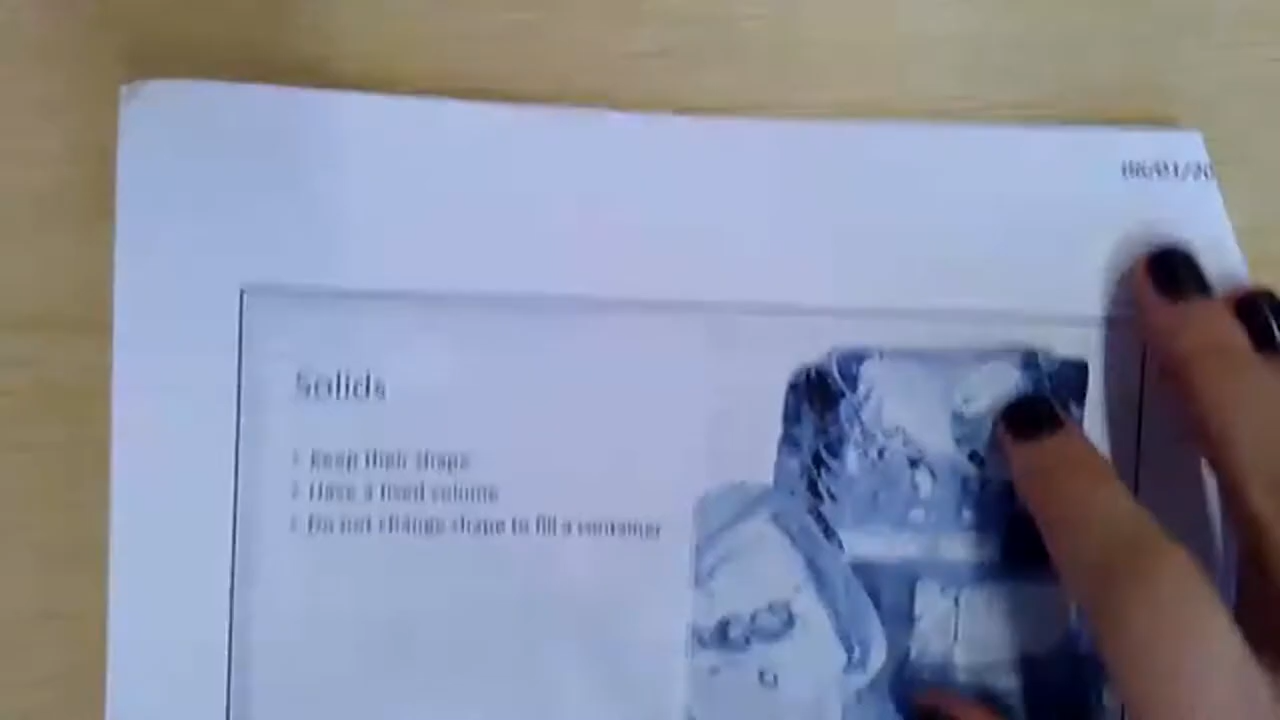 Solids
Keep their shape
Have a fixed volume
Do not change shape to fill a container